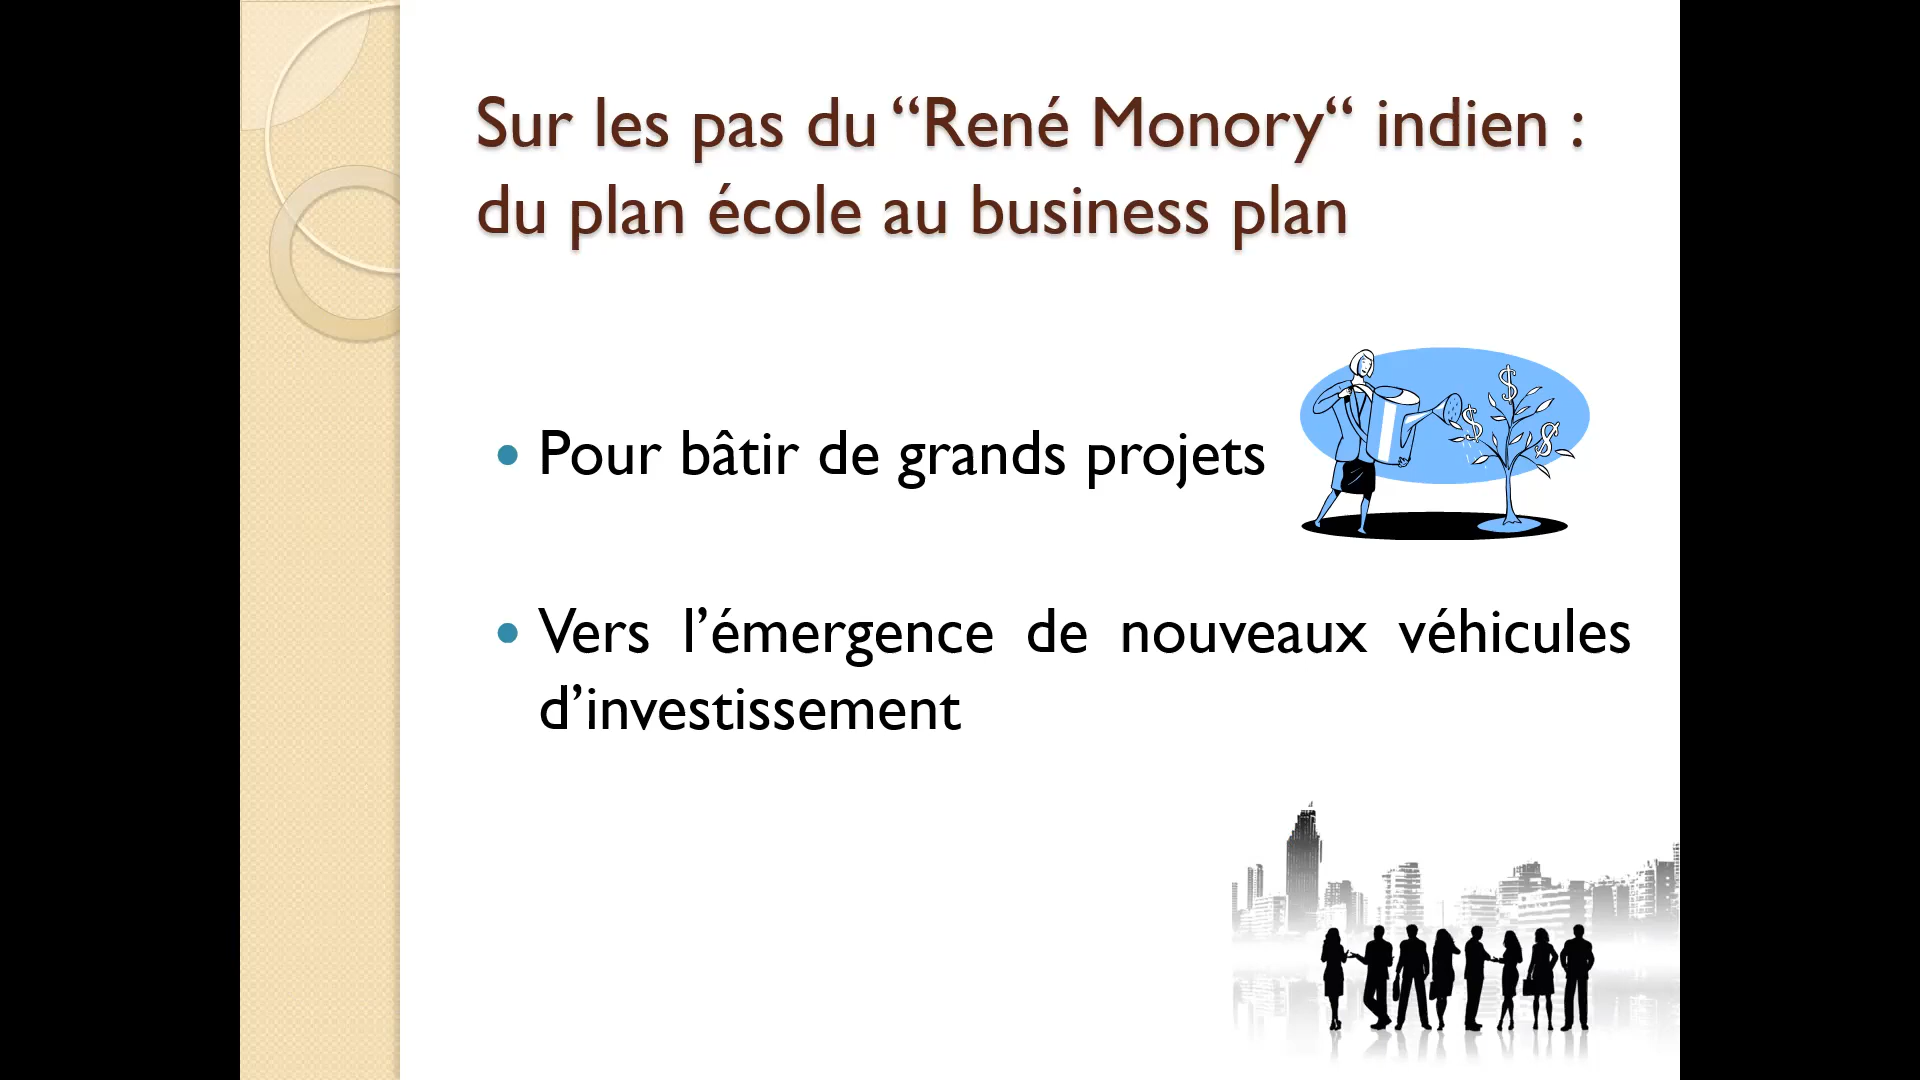 Sur les pas du “René Monory“ indien :
du plan école au business plan
• Pour bâtir de grands projets
• Vers l’émergence de nouveaux véhicules
d’investissement